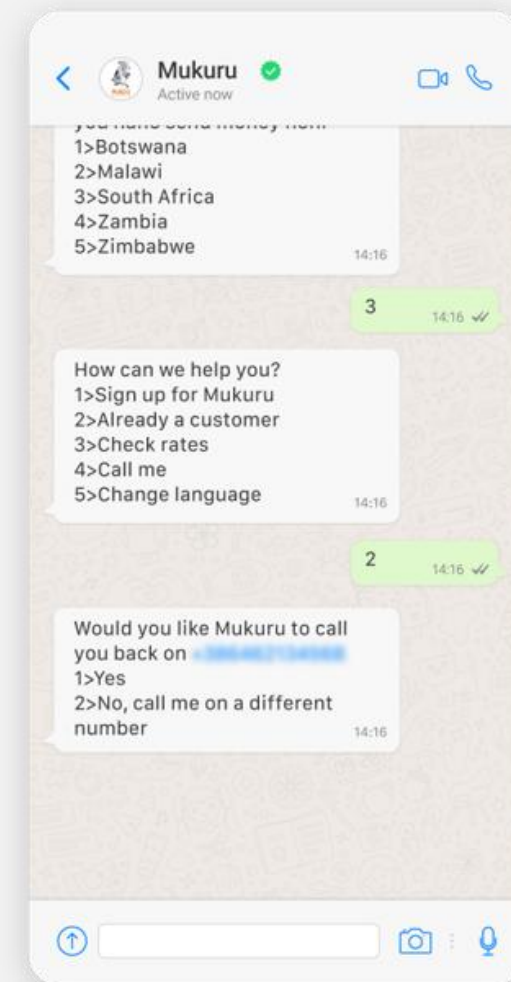 Mukuru
Active now
1>Botswana
2>Malawi
3>South Africa
4>Zambia
5>Zimbabwe
14:16
3
14:16
How can we help you?
1>Sign up for Mukuru
2>Already a customer
3>Check rates
4>Call me
5>Change language
14:16
2
14:16
Would you like Mukuru to call
you back on
1>Yes
2>No, call me on a different
number
14:16